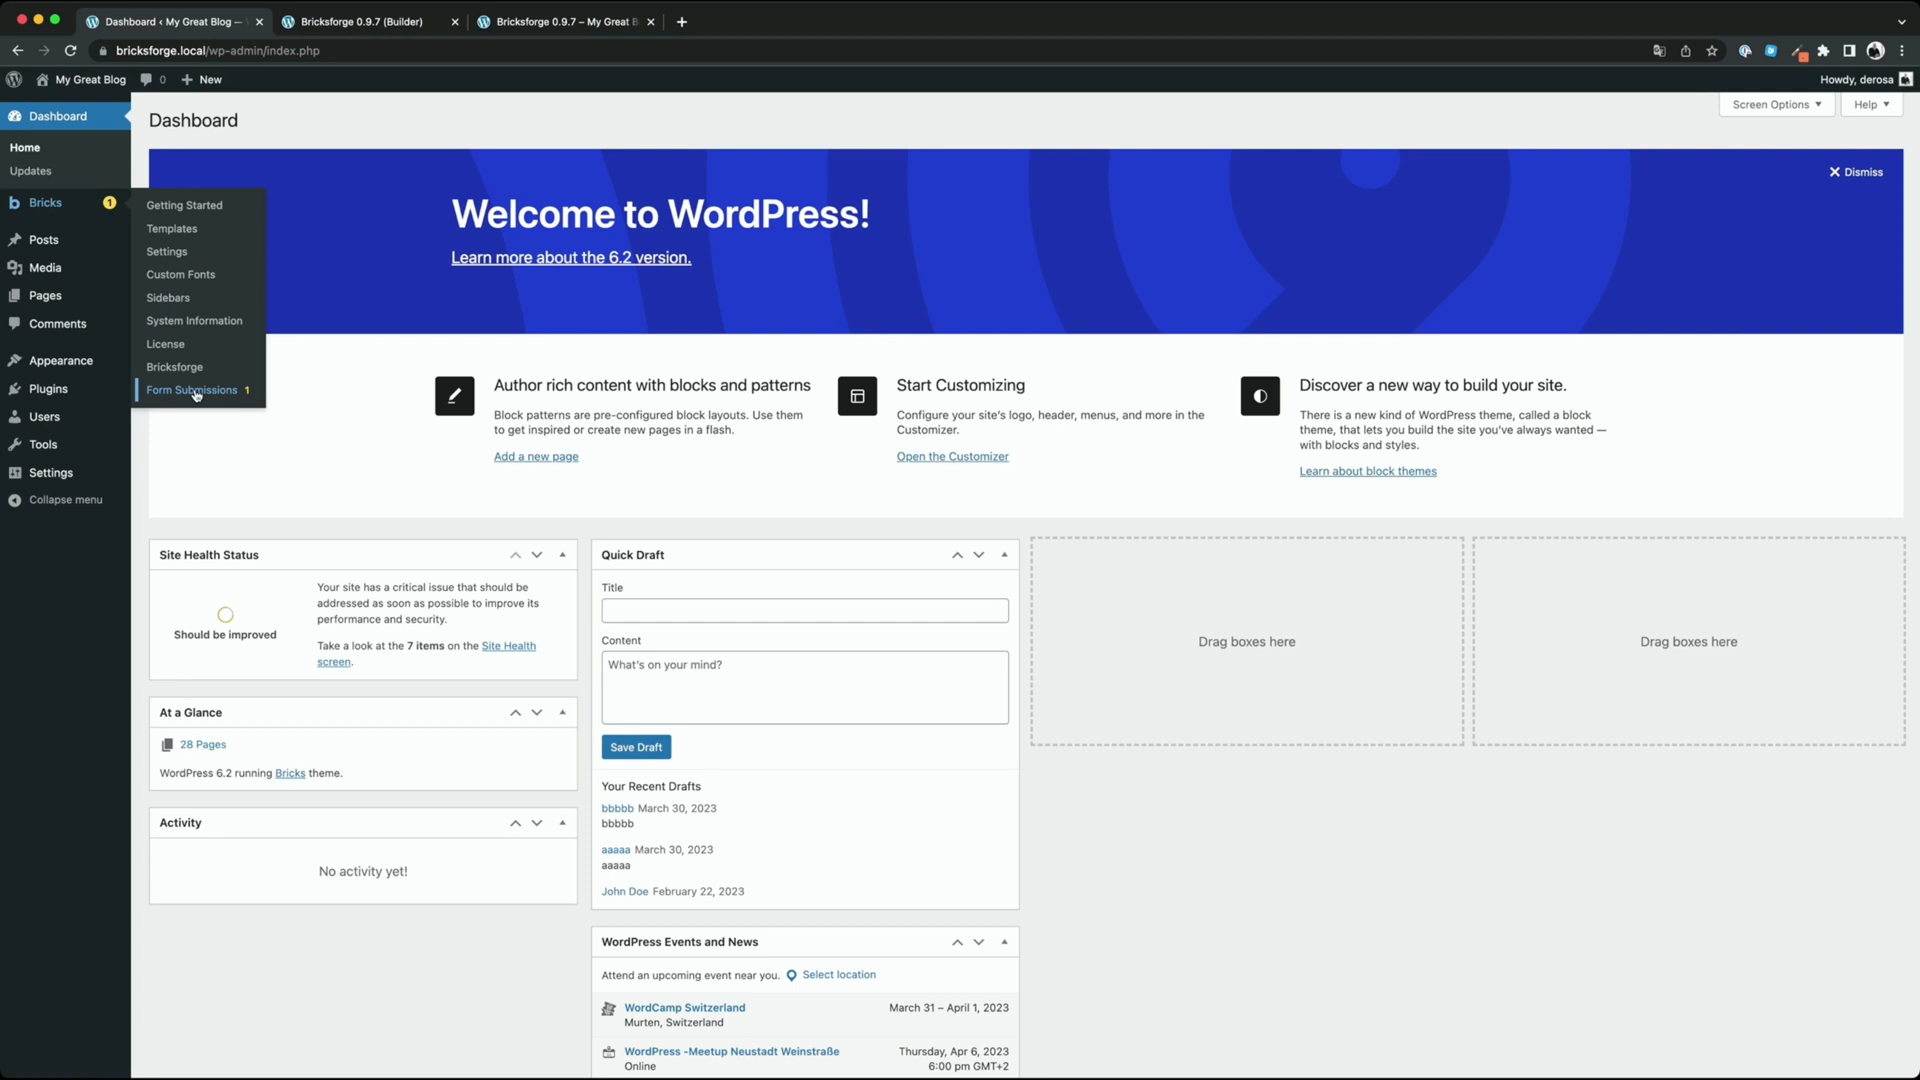 Dashboard ‹ My Great Blog —
Bricksforge 0.9.7 (Builder)
Bricksforge 0.9.7 – My Great B
bricksforge.local/wp-admin/index.php
My Great Blog
0
New
Howdy, derosa
Dashboard
Home
Updates
Bricks
1
Posts
Media
Pages
Comments
Appearance
Plugins
Users
Tools
Settings
Collapse menu
Getting Started
Templates
Settings
Custom Fonts
Sidebars
System Information
License
Bricksforge
Form Submissions 1
Dashboard
Screen Options
Help
Dismiss
Welcome to WordPress!
Learn more about the 6.2 version.
Author rich content with blocks and patterns
Block patterns are pre-configured block layouts. Use them
to get inspired or create new pages in a flash.
Add a new page
Start Customizing
Configure your site's logo, header, menus, and more in the
Customizer.
Open the Customizer
Discover a new way to build your site.
There is a new kind of WordPress theme, called a block
theme, that lets you build the site you've always wanted —
with blocks and styles.
Learn about block themes
Site Health Status
Should be improved
Your site has a critical issue that should be
addressed as soon as possible to improve its
performance and security.
Take a look at the 7 items on the Site Health
screen.
At a Glance
28 Pages
WordPress 6.2 running Bricks theme.
Activity
No activity yet!
Quick Draft
Title
Content
What's on your mind?
Save Draft
Your Recent Drafts
bbbbb March 30, 2023
bbbbb
aaaaa March 30, 2023
aaaaa
John Doe February 22, 2023
WordPress Events and News
Attend an upcoming event near you. Select location
WordCamp Switzerland
March 31 – April 1, 2023
Murten, Switzerland
WordPress -Meetup Neustadt Weinstraße
Thursday, Apr 6, 2023
Online
6:00 pm GMT+2
Drag boxes here
Drag boxes here